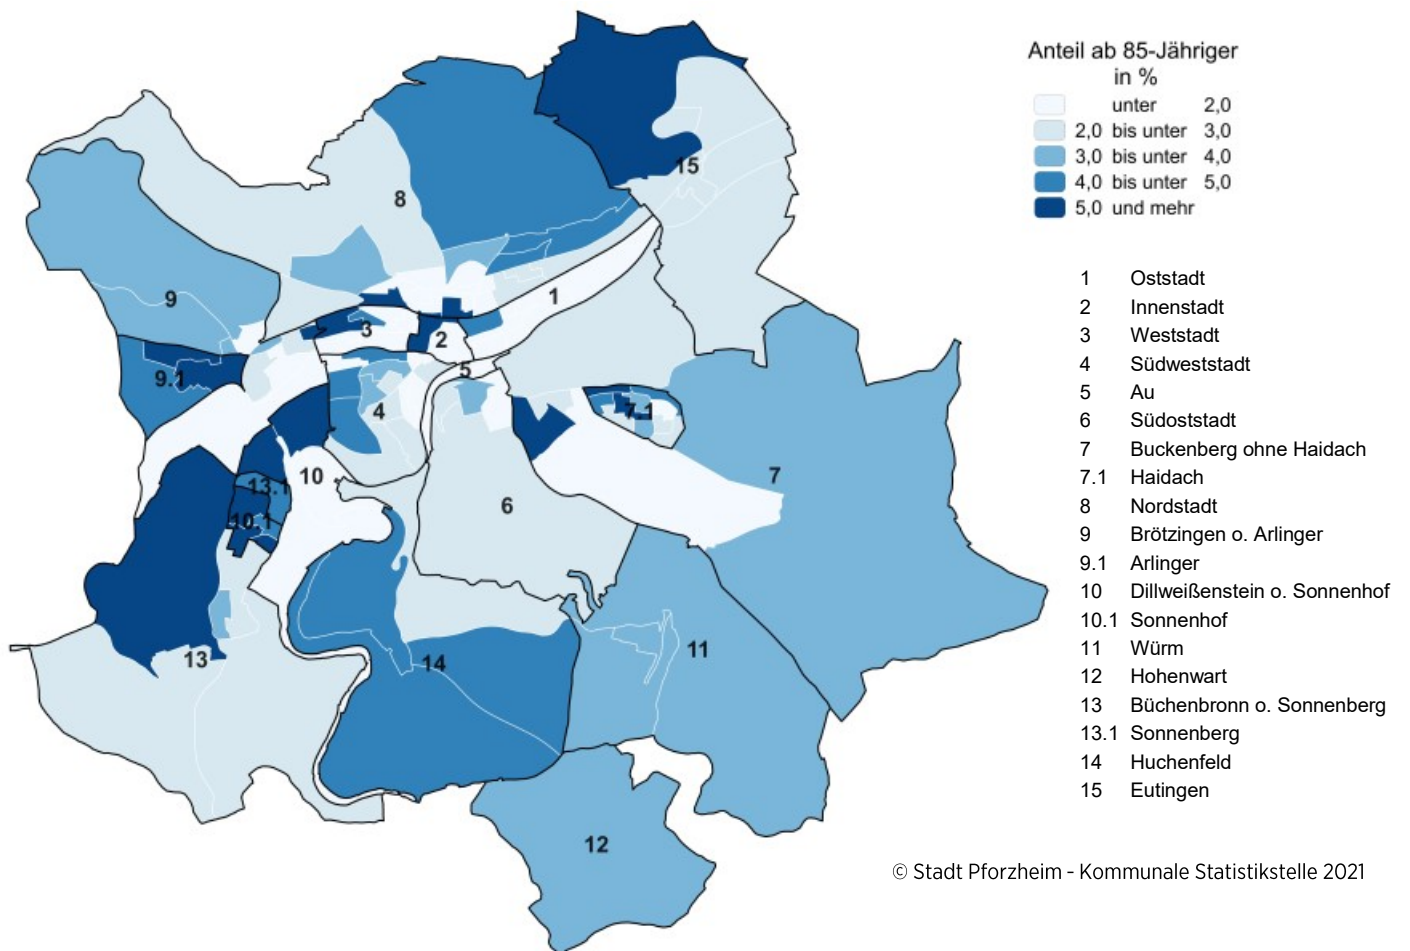 Anteil ab 85-Jähriger
in %
unter 2,0
2,0 bis unter 3,0
3,0 bis unter 4,0
4,0 bis unter 5,0
5,0 und mehr
1 Oststadt
2 Innenstadt
3 Weststadt
4 Südweststadt
5 Au
6 Südoststadt
7 Buckenberg ohne Haidach
7.1 Haidach
8 Nordstadt
9 Brötzingen o. Arlinger
9.1 Arlinger
10 Dillweißenstein o. Sonnenhof
10.1 Sonnenhof
11 Würm
12 Hohenwart
13 Büchenbronn o. Sonnenberg
13.1 Sonnenberg
14 Huchenfeld
15 Eutingen
15
8
9
1
3
2
5
9.1
4
7.1
10
7
13.1
6
10.1
11
13
14
12
© Stadt Pforzheim - Kommunale Statistikstelle 2021